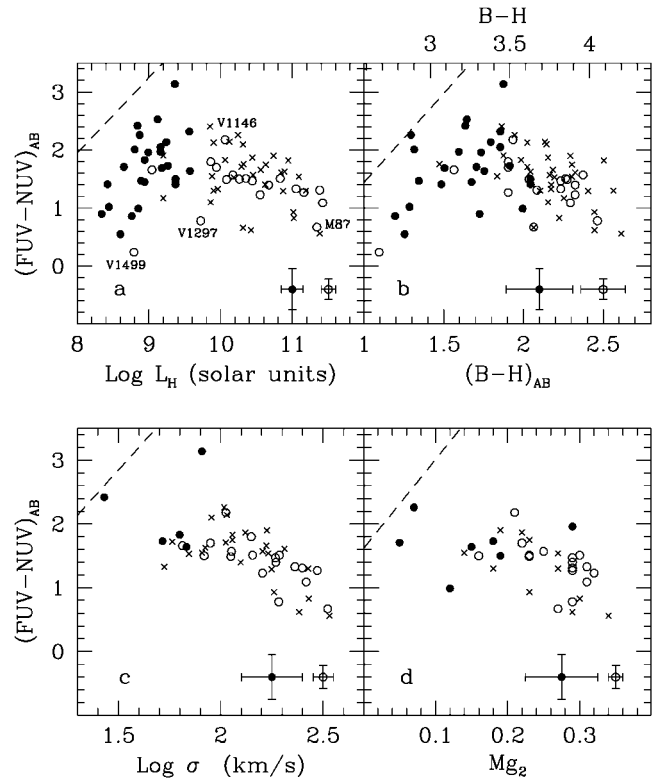 B-H
3 3.5 4
(FUV-NUV)AB
3
2
1
0
V1146
V1297
V1499
M87
a
b
8 9 10 11 1 1.5 2 2.5
Log LH (solar units)
(B-H)AB
(FUV-NUV)AB
3
2
1
0
c
d
1.5 2 2.5 0.1 0.2 0.3
Log σ (km/s)
Mg2